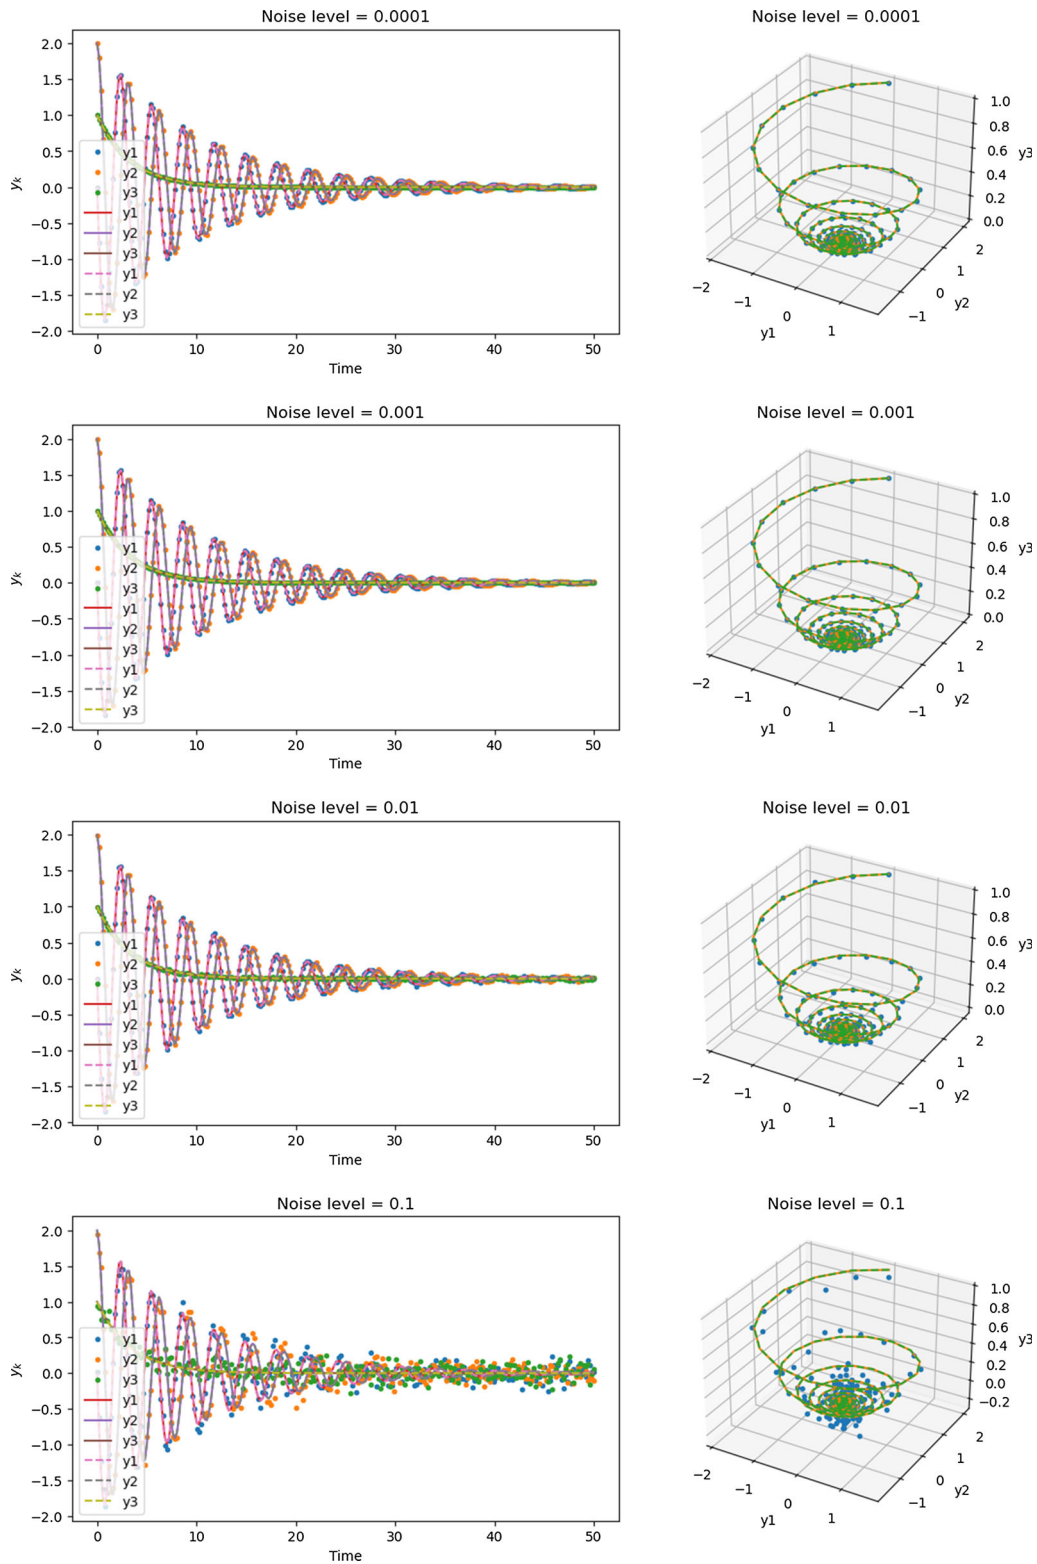 Noise level = 0.0001
2.0
1.5
1.0
0.5
0.0
−0.5
−1.0
−1.5
−2.0
yk
y1
y2
y3
y1
y2
y3
y1
y2
y3
0 10 20 30 40 50
Time
Noise level = 0.0001
1.0
0.8
0.6
0.4
0.2
0.0
y3
−2 −1 0 1
y1
−1 0 1 2
y2
Noise level = 0.001
2.0
1.5
1.0
0.5
0.0
−0.5
−1.0
−1.5
−2.0
yk
y1
y2
y3
y1
y2
y3
y1
y2
y3
0 10 20 30 40 50
Time
Noise level = 0.001
1.0
0.8
0.6
0.4
0.2
0.0
y3
−2 −1 0 1
y1
−1 0 1 2
y2
Noise level = 0.01
2.0
1.5
1.0
0.5
0.0
−0.5
−1.0
−1.5
−2.0
yk
y1
y2
y3
y1
y2
y3
y1
y2
y3
0 10 20 30 40 50
Time
Noise level = 0.01
1.0
0.8
0.6
0.4
0.2
0.0
y3
−2 −1 0 1
y1
−1 0 1 2
y2
Noise level = 0.1
2.0
1.5
1.0
0.5
0.0
−0.5
−1.0
−1.5
−2.0
yk
y1
y2
y3
y1
y2
y3
y1
y2
y3
0 10 20 30 40 50
Time
Noise level = 0.1
1.0
0.8
0.6
0.4
0.2
0.0
−0.2
y3
−2 −1 0 1
y1
−1 0 1 2
y2